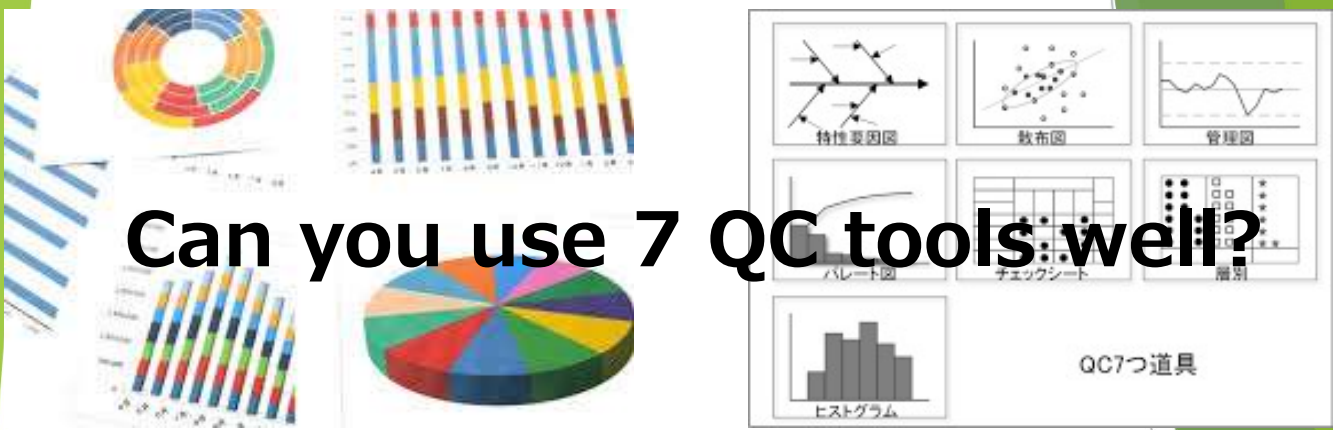 Can you use 7 QC tools well?
特性要因図
散布図
管理図
パレート図
チェックシート
層別
ヒストグラム
QC7つ道具